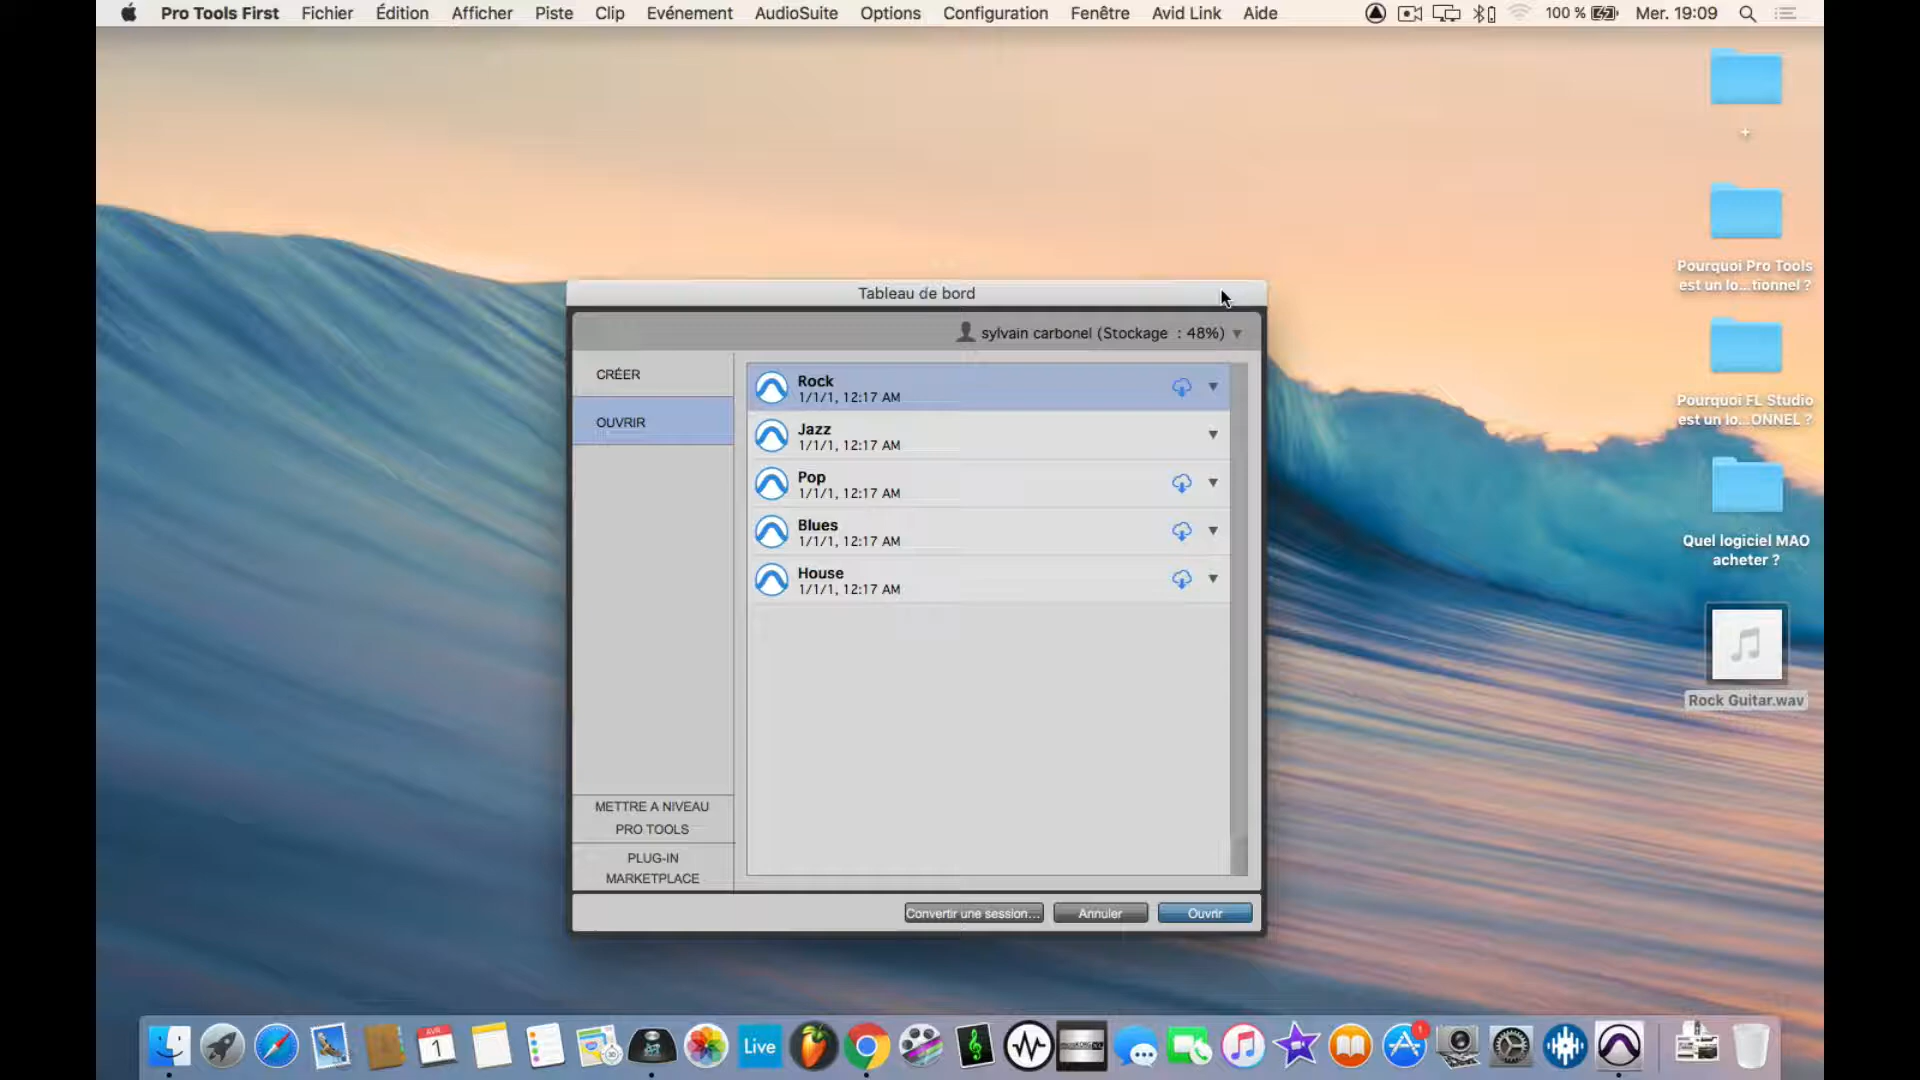 Pro Tools First Fichier Édition Afficher Piste Clip Evénement AudioSuite Options Configuration Fenêtre Avid Link Aide 100 % Mer. 19:09
Pourquoi Pro Tools
est un lo...tionnel ?
Pourquoi FL Studio
est un lo...ONNEL ?
Quel logiciel MAO
acheter ?
Rock Guitar.wav
Tableau de bord
sylvain carbonel (Stockage : 48%)
CRÉER
OUVRIR
Rock
1/1/1, 12:17 AM
Jazz
1/1/1, 12:17 AM
Pop
1/1/1, 12:17 AM
Blues
1/1/1, 12:17 AM
House
1/1/1, 12:17 AM
METTRE A NIVEAU
PRO TOOLS
PLUG-IN
MARKETPLACE
Convertir une session... Annuler Ouvrir
AVR.
1
Live
1